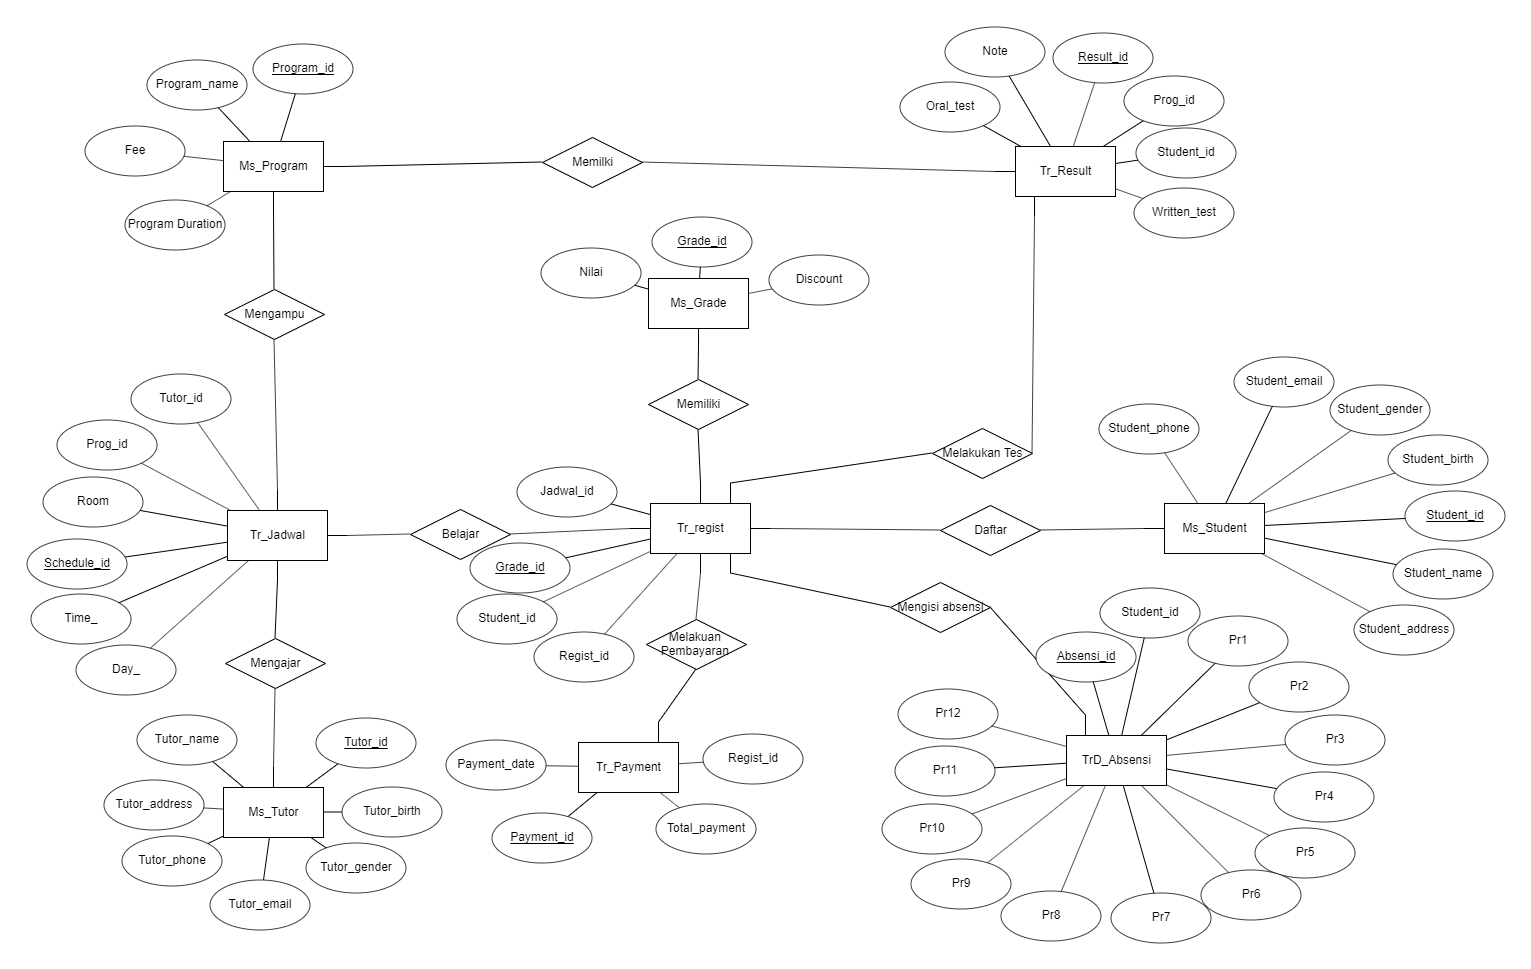 Note
Result_id
Program_id
Program_name
Prog_id
Oral_test
Fee
Ms_Program
Memilki
Tr_Result
Student_id
Written_test
Program Duration
Grade_id
Nilai
Discount
Ms_Grade
Mengampu
Student_email
Tutor_id
Memiliki
Student_gender
Student_phone
Prog_id
Melakukan Tes
Student_birth
Room
Jadwal_id
Student_id
Tr_Jadwal
Belajar
Tr_regist
Daftar
Ms_Student
Schedule_id
Grade_id
Student_name
Time_
Student_id
Mengisi absensi
Student_id
Student_address
Day_
Mengajar
Melakuan
Pembayaran
Regist_id
Absensi_id
Pr1
Pr2
Pr12
Tutor_name
Tutor_id
Pr3
Payment_date
Tr_Payment
Regist_id
TrD_Absensi
Pr11
Pr4
Tutor_address
Ms_Tutor
Tutor_birth
Pr10
Payment_id
Total_payment
Pr5
Tutor_phone
Tutor_gender
Pr9
Pr6
Tutor_email
Pr8
Pr7